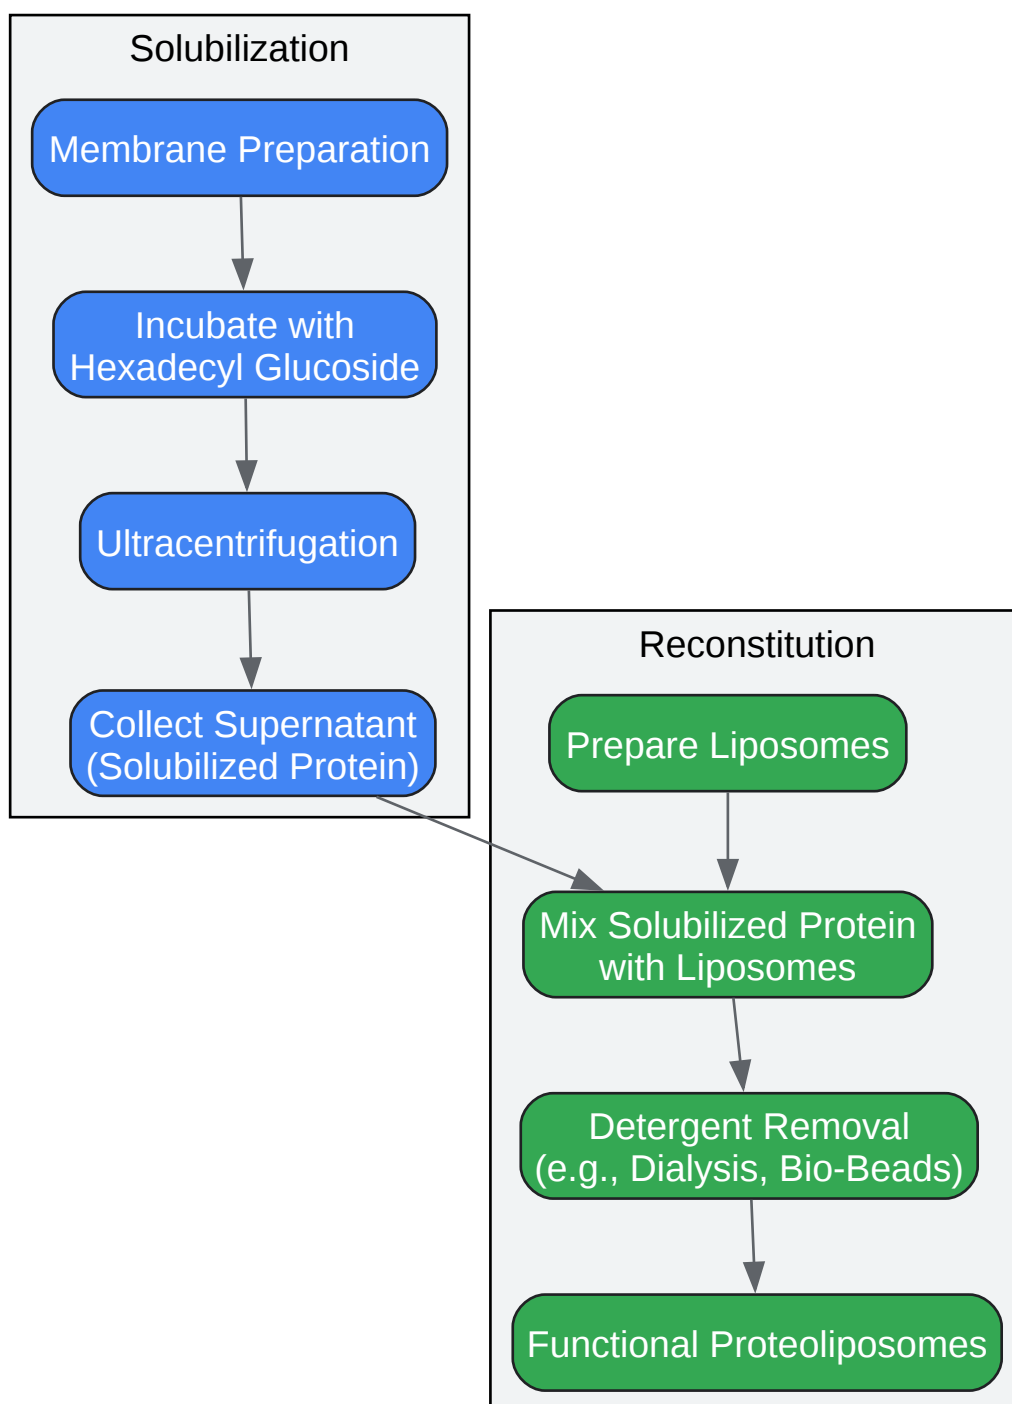 Solubilization
Membrane Preparation
Incubate with
Hexadecyl Glucoside
Ultracentrifugation
Collect Supernatant
(Solubilized Protein)
Reconstitution
Prepare Liposomes
Mix Solubilized Protein
with Liposomes
Detergent Removal
(e.g., Dialysis, Bio-Beads)
Functional Proteoliposomes